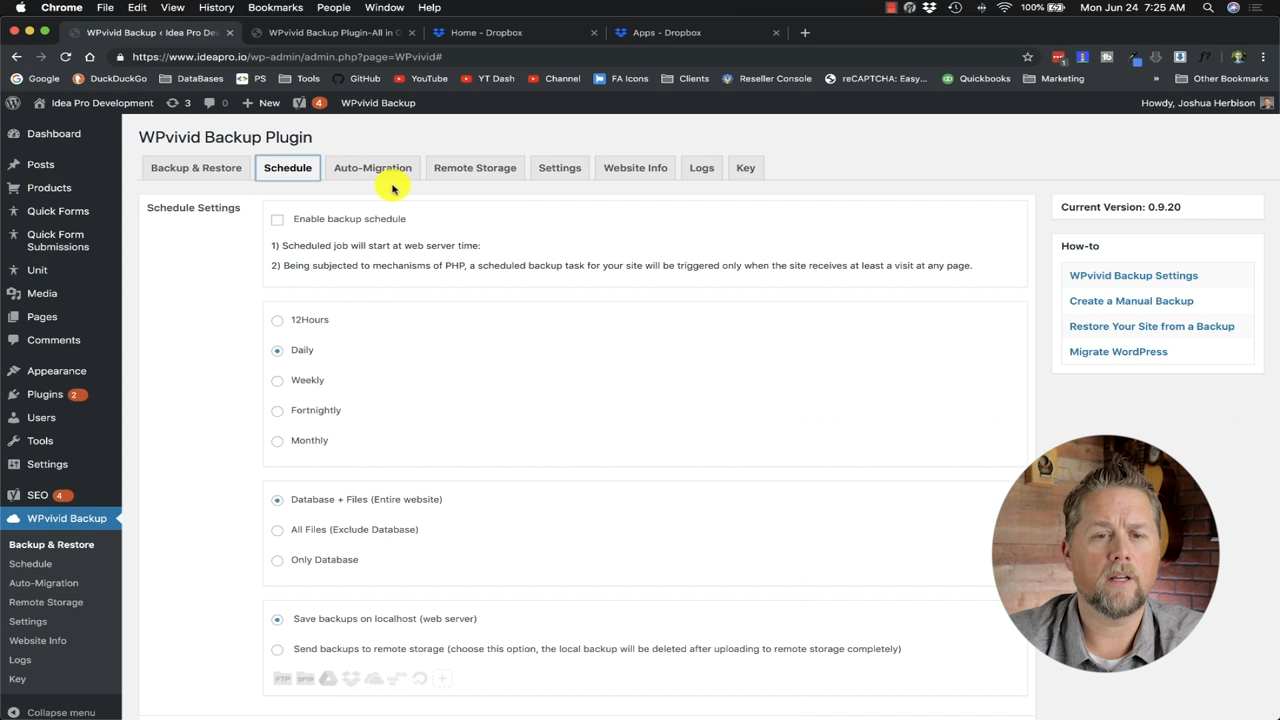 Chrome File Edit View History Bookmarks People Window Help 100% Mon Jun 24 7:25 AM
WPvivid Backup ‹ Idea Pro Dev × WPvivid Backup Plugin-All in O × Home - Dropbox × Apps - Dropbox × +
https://www.ideapro.io/wp-admin/admin.php?page=WPvivid#
Google DuckDuckGo DataBases PS Tools GitHub YouTube YT Dash Channel FA Icons Clients Reseller Console reCAPTCHA: Easy... Quickbooks Marketing » Other Bookmarks
Idea Pro Development 3 0 + New 4 WPvivid Backup Howdy, Joshua Herbison
Dashboard
Posts
Products
Quick Forms
Quick Form
Submissions
Unit
Media
Pages
Comments
Appearance
Plugins 2
Users
Tools
Settings
SEO 4
WPvivid Backup
Backup & Restore
Schedule
Auto-Migration
Remote Storage
Settings
Website Info
Logs
Key
Collapse menu
WPvivid Backup Plugin
Backup & Restore Schedule Auto-Migration Remote Storage Settings Website Info Logs Key
Schedule Settings
Enable backup schedule
1) Scheduled job will start at web server time:
2) Being subjected to mechanisms of PHP, a scheduled backup task for your site will be triggered only when the site receives at least a visit at any page.
12Hours
Daily
Weekly
Fortnightly
Monthly
Database + Files (Entire website)
All Files (Exclude Database)
Only Database
Save backups on localhost (web server)
Send backups to remote storage (choose this option, the local backup will be deleted after uploading to remote storage completely)
FTP SFTP
Current Version: 0.9.20
How-to
WPvivid Backup Settings
Create a Manual Backup
Restore Your Site from a Backup
Migrate WordPress